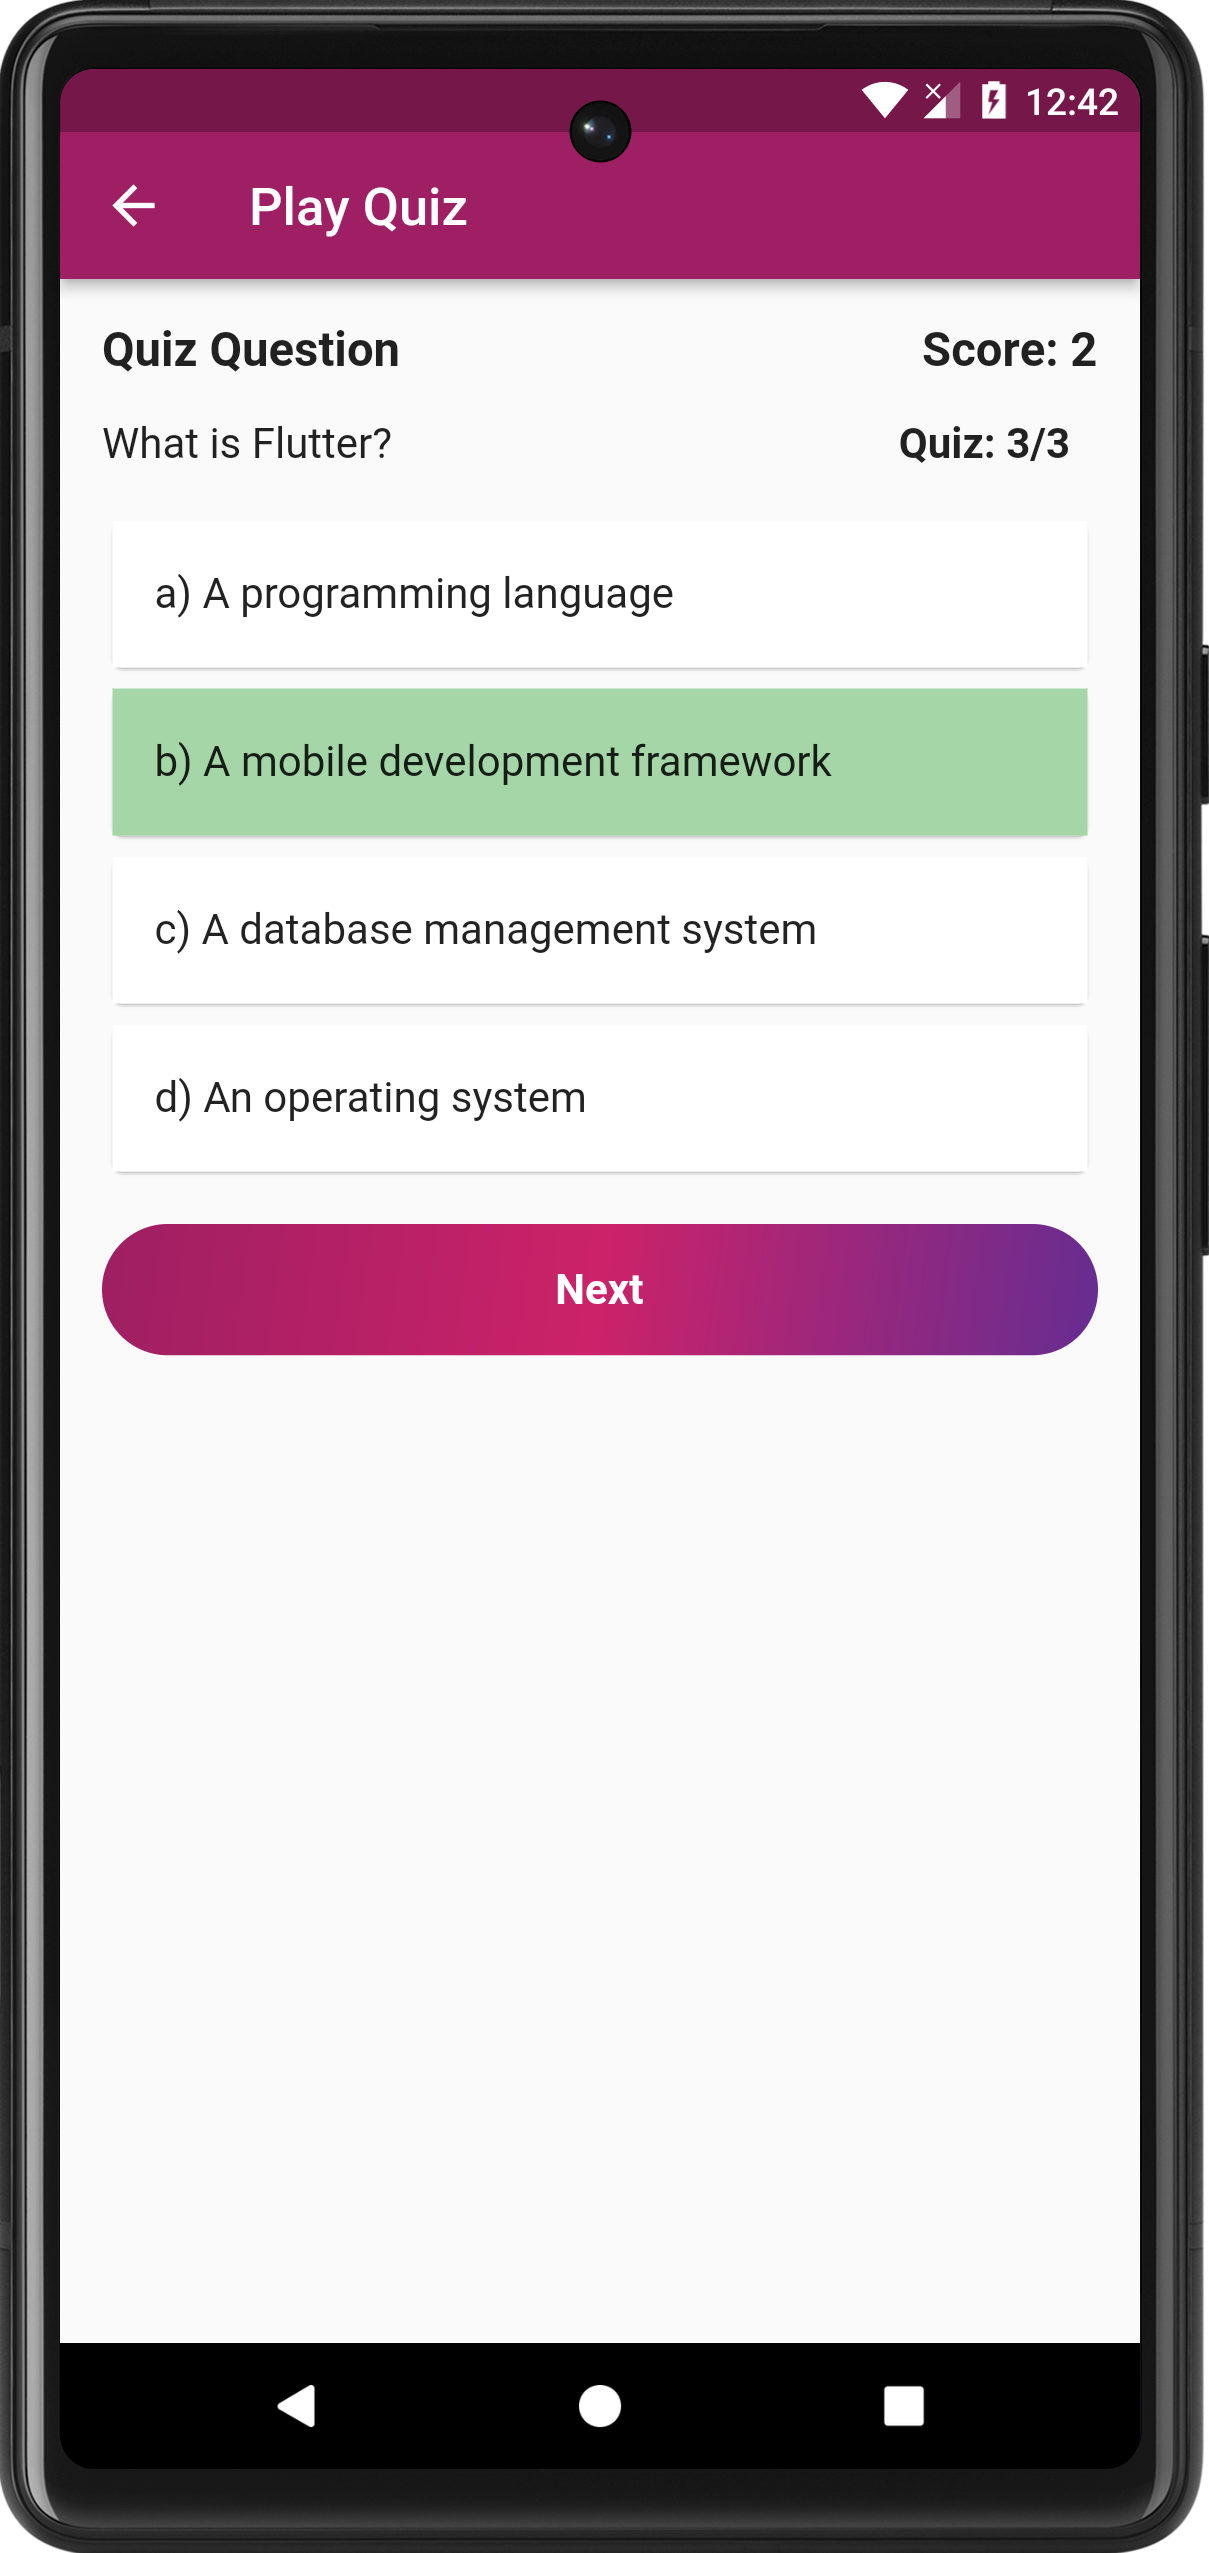 12:42
Play Quiz
Quiz Question Score: 2
What is Flutter? Quiz: 3/3
a) A programming language
b) A mobile development framework
c) A database management system
d) An operating system
Next